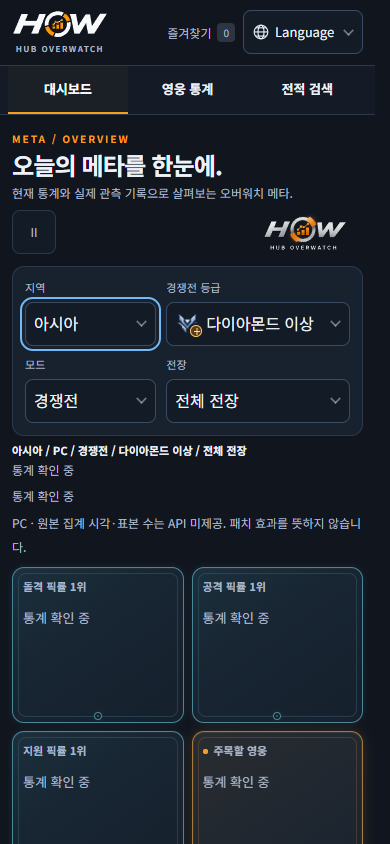 HOW
HUB OVERWATCH
즐겨찾기 0
Language
대시보드
영웅 통계
전적 검색
META / OVERVIEW
오늘의 메타를 한눈에.
현재 통계와 실제 관측 기록으로 살펴보는 오버워치 메타.
HOW
HUB OVERWATCH
지역
경쟁전 등급
아시아
다이아몬드 이상
모드
전장
경쟁전
전체 전장
아시아 / PC / 경쟁전 / 다이아몬드 이상 / 전체 전장
통계 확인 중
통계 확인 중
PC · 원본 집계 시각·표본 수는 API 미제공. 패치 효과를 뜻하지 않습니
다.
돌격 픽률 1위
공격 픽률 1위
통계 확인 중
통계 확인 중
지원 픽률 1위
주목할 영웅
통계 확인 중
통계 확인 중